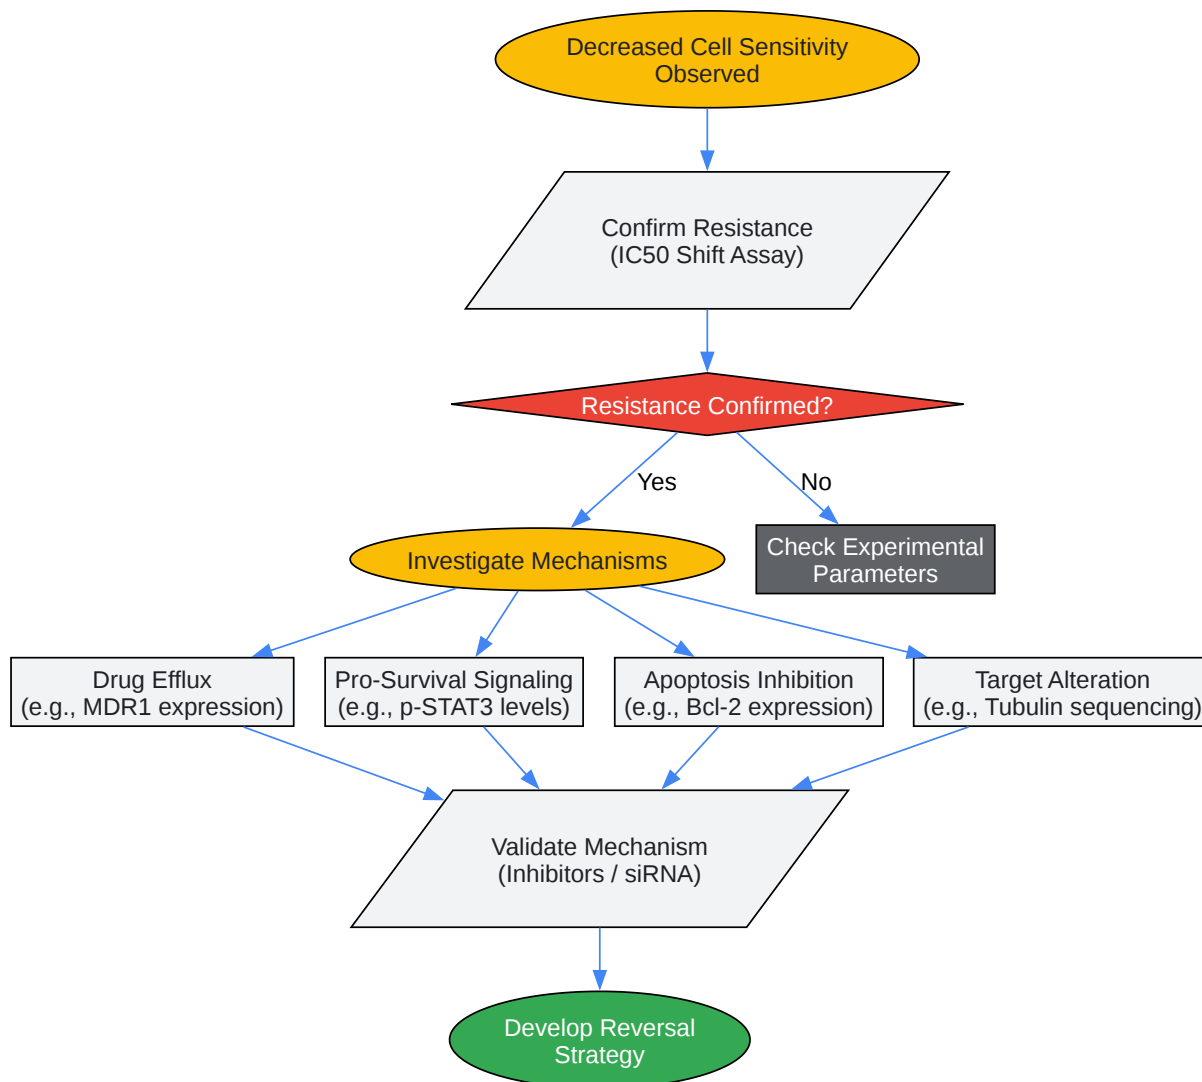 Decreased Cell Sensitivity
Observed
Confirm Resistance
(IC50 Shift Assay)
Resistance Confirmed?
Yes
No
Investigate Mechanisms
Check Experimental
Parameters
Drug Efflux
(e.g., MDR1 expression)
Pro-Survival Signaling
(e.g., p-STAT3 levels)
Apoptosis Inhibition
(e.g., Bcl-2 expression)
Target Alteration
(e.g., Tubulin sequencing)
Validate Mechanism
(Inhibitors / siRNA)
Develop Reversal
Strategy